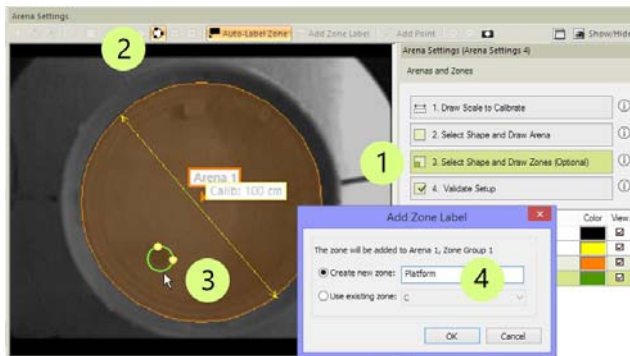 Arena Settings
2
Auto-Label Zone
Add Zone Label
Add Point
Show/Hide
Arena Settings (Arena Settings 4)
Arenas and Zones
1. Draw Scale to Calibrate
2. Select Shape and Draw Arena
1
3. Select Shape and Draw Zones (Optional)
4. Validate Setup
Arena 1
Calib: 100 cm
3
Color
View
Add Zone Label
The zone will be added to Arena 1, Zone Group 1
Create new zone:
Platform
4
Use existing zone:
C
OK
Cancel